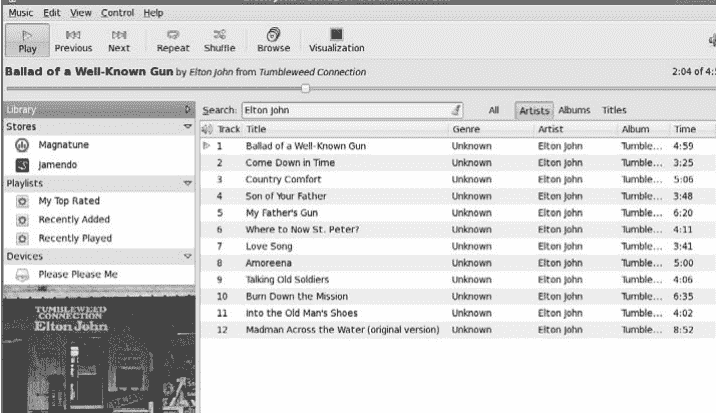 Music Edit View Control Help
Play Previous Next Repeat Shuffle Browse Visualization
Ballad of a Well-Known Gun by Elton John from Tumbleweed Connection 2:04 of
Library
Search: Elton John All Artists Albums Titles
Stores
Magnatune
Jamendo
Playlists
My Top Rated
Recently Added
Recently Played
Devices
Please Please Me
TUMBLEWEED
CONNECTION
Elton John
Track Title Genre Artist Album Time
1 Ballad of a Well-Known Gun Unknown Elton John Tumble... 4:59
2 Come Down in Time Unknown Elton John Tumble... 3:25
3 Country Comfort Unknown Elton John Tumble... 5:06
4 Son of Your Father Unknown Elton John Tumble... 3:48
5 My Father's Gun Unknown Elton John Tumble... 6:20
6 Where to Now St. Peter? Unknown Elton John Tumble... 4:11
7 Love Song Unknown Elton John Tumble... 3:41
8 Amoreena Unknown Elton John Tumble... 5:00
9 Talking Old Soldiers Unknown Elton John Tumble... 4:06
10 Burn Down the Mission Unknown Elton John Tumble... 6:35
11 Into the Old Man's Shoes Unknown Elton John Tumble... 4:02
12 Madman Across the Water (original version) Unknown Elton John Tumble... 8:52